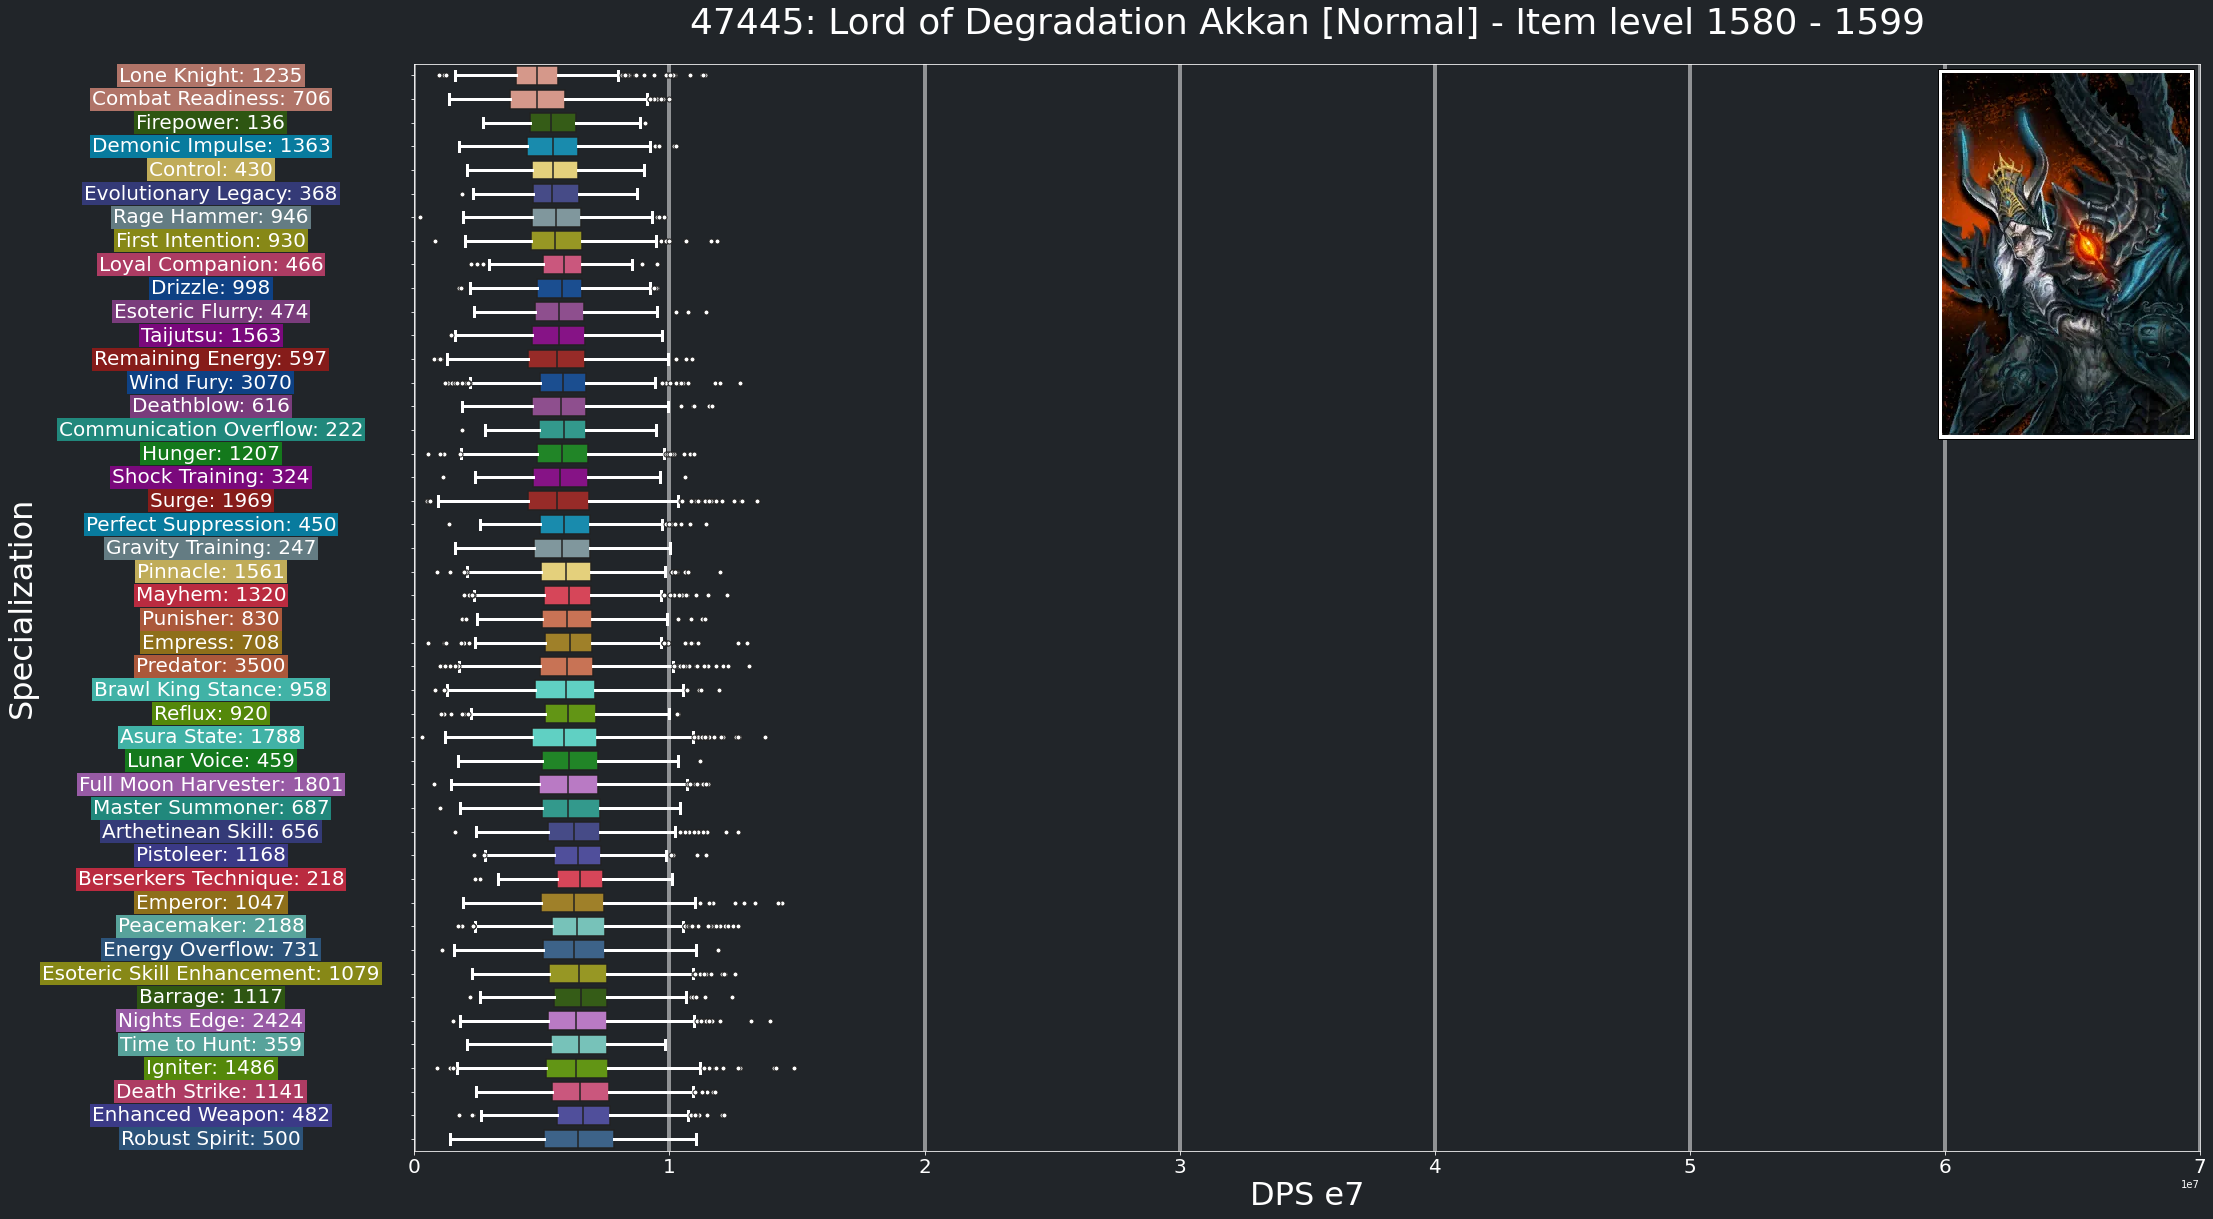 47445: Lord of Degradation Akkan [Normal] - Item level 1580 - 1599
Specialization
Lone Knight: 1235
Combat Readiness: 706
Firepower: 136
Demonic Impulse: 1363
Control: 430
Evolutionary Legacy: 368
Rage Hammer: 946
First Intention: 930
Loyal Companion: 466
Drizzle: 998
Esoteric Flurry: 474
Taijutsu: 1563
Remaining Energy: 597
Wind Fury: 3070
Deathblow: 616
Communication Overflow: 222
Hunger: 1207
Shock Training: 324
Surge: 1969
Perfect Suppression: 450
Gravity Training: 247
Pinnacle: 1561
Mayhem: 1320
Punisher: 830
Empress: 708
Predator: 3500
Brawl King Stance: 958
Reflux: 920
Asura State: 1788
Lunar Voice: 459
Full Moon Harvester: 1801
Master Summoner: 687
Arthetinean Skill: 656
Pistoleer: 1168
Berserkers Technique: 218
Emperor: 1047
Peacemaker: 2188
Energy Overflow: 731
Esoteric Skill Enhancement: 1079
Barrage: 1117
Nights Edge: 2424
Time to Hunt: 359
Igniter: 1486
Death Strike: 1141
Enhanced Weapon: 482
Robust Spirit: 500
0 1 2 3 4 5 6 7
1e7
DPS e7